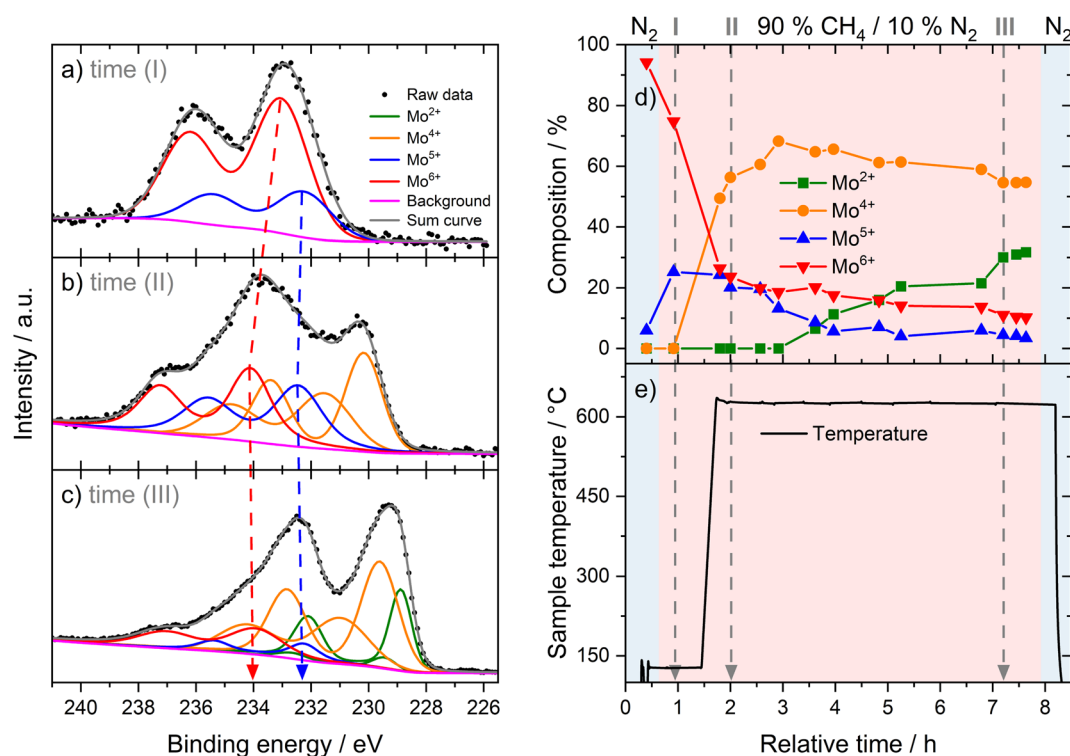 N₂ I II 90 % CH₄ / 10 % N₂ III N₂
a) time (I)
Raw data
Mo²⁺
Mo⁴⁺
Mo⁵⁺
Mo⁶⁺
Background
Sum curve
b) time (II)
c) time (III)
Intensity / a.u.
240 238 236 234 232 230 228 226
Binding energy / eV
d)
100
80
60
40
20
0
Composition / %
Mo²⁺
Mo⁴⁺
Mo⁵⁺
Mo⁶⁺
e)
600
450
300
150
Sample temperature / °C
Temperature
0 1 2 3 4 5 6 7 8
Relative time / h